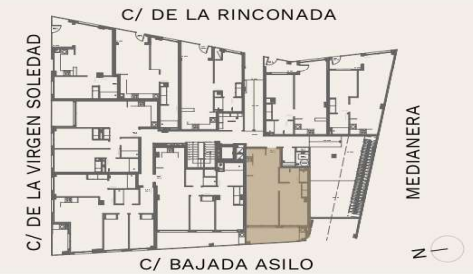 C/ DE LA RINCONADA
C/ DE LA VIRGEN SOLEDAD
MEDIANERA
C/ BAJADA ASILO
N